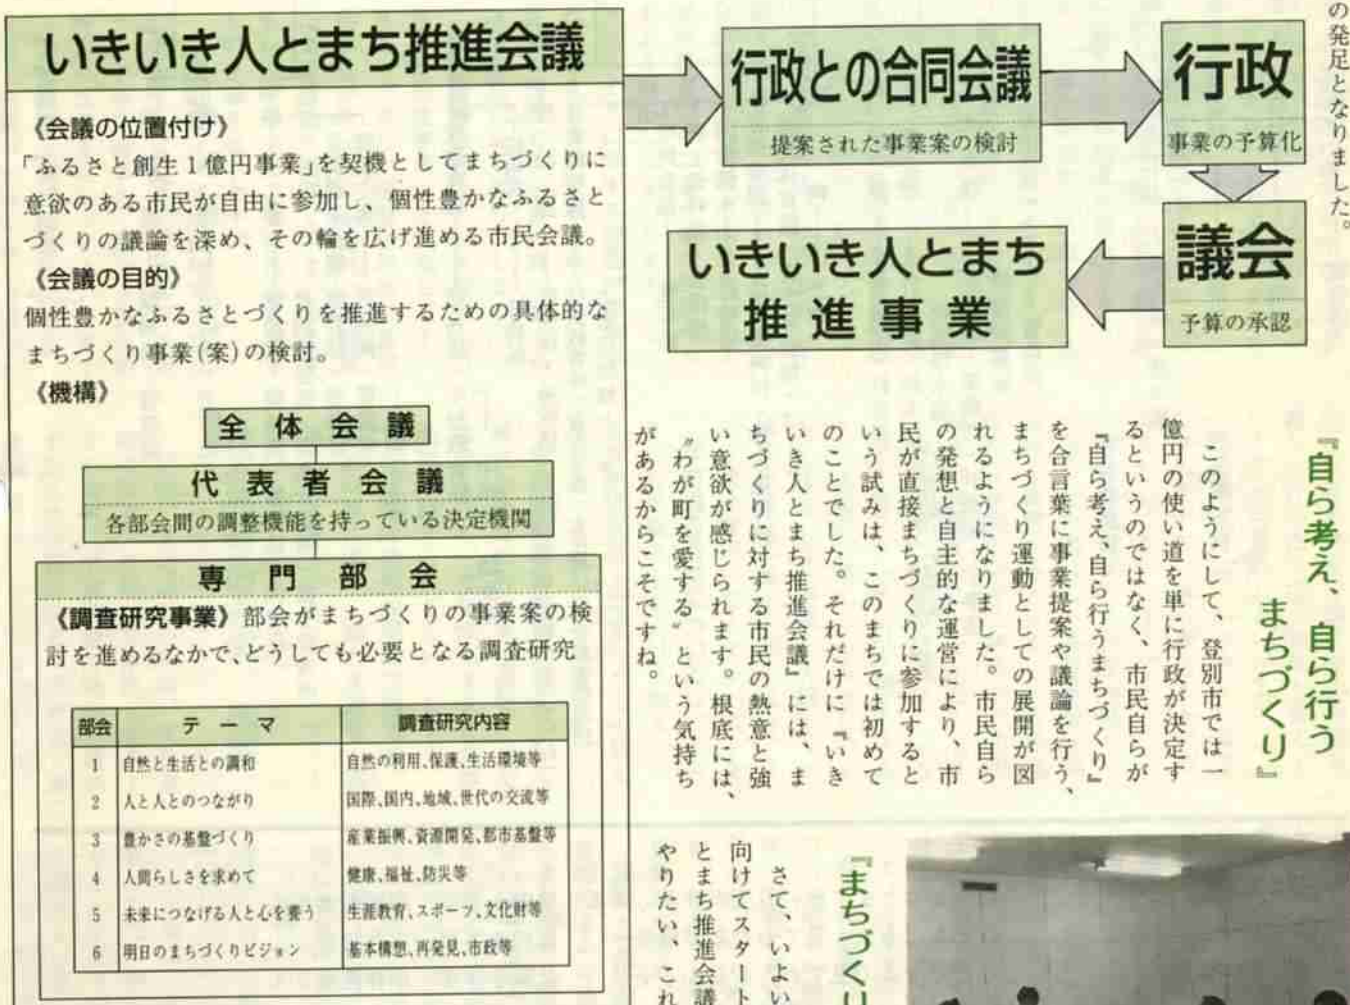 の発足となりました。
いきいき人とまち推進会議
《会議の位置付け》
「ふるさと創生1億円事業」を契機としてまちづくりに
意欲のある市民が自由に参加し、個性豊かなふるさと
づくりの議論を深め、その輪を広げ進める市民会議。
《会議の目的》
個性豊かなふるさとづくりを推進するための具体的な
まちづくり事業(案)の検討。
《機構》
全体会議
代表者会議
各部会間の調整機能を持っている決定機関
専門部会
《調査研究事業》部会がまちづくりの事業案の検
討を進めるなかで、どうしても必要となる調査研究
部会 テーマ 調査研究内容
1 自然と生活との調和 自然の利用、保護、生活環境等
2 人と人とのつながり 国際、国内、地域、世代の交流等
3 豊かさの基盤づくり 産業振興、資源開発、都市基盤等
4 人間らしさを求めて 健康、福祉、防災等
5 未来につなげる人と心を養う 生涯教育、スポーツ、文化財等
6 明日のまちづくりビジョン 基本構想、再発見、市政等
行政との合同会議
提案された事業案の検討
行政
事業の予算化
議会
予算の承認
いきいき人とまち
推進事業
『自ら考え、自ら行う
まちづくり』
このようにして、登別市では一
億円の使い道を単に行政が決定す
るというのではなく、市民自らが
『自ら考え、自ら行うまちづくり』
を合言葉に事業提案や議論を行う、
まちづくり運動としての展開が図
れるようになりました。市民自ら
の発想と自主的な運営により、市
民が直接まちづくりに参加すると
いう試みは、このまちでは初めて
のことでした。それだけに『いき
いき人とまち推進会議』には、ま
ちづくりに対する市民の熱意と強
い意欲が感じられます。根底には、
〝わが町を愛する〟という気持ち
があるからこそですね。
『まちづくり
さて、いよい
向けてスタート
とまち推進会議
やりたい、これ